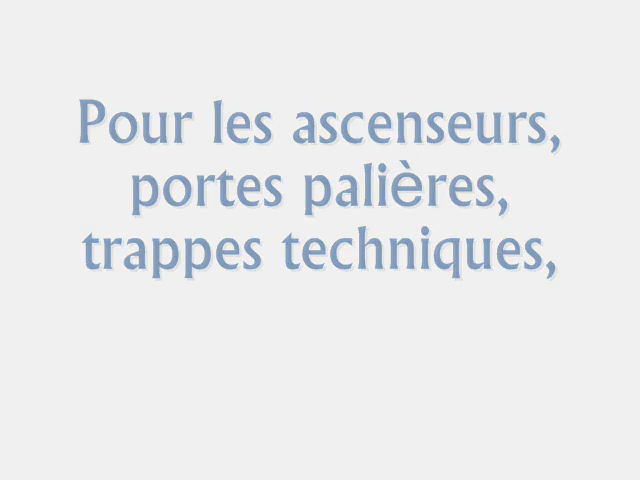 Pour les ascenseurs,
portes palières,
trappes techniques,